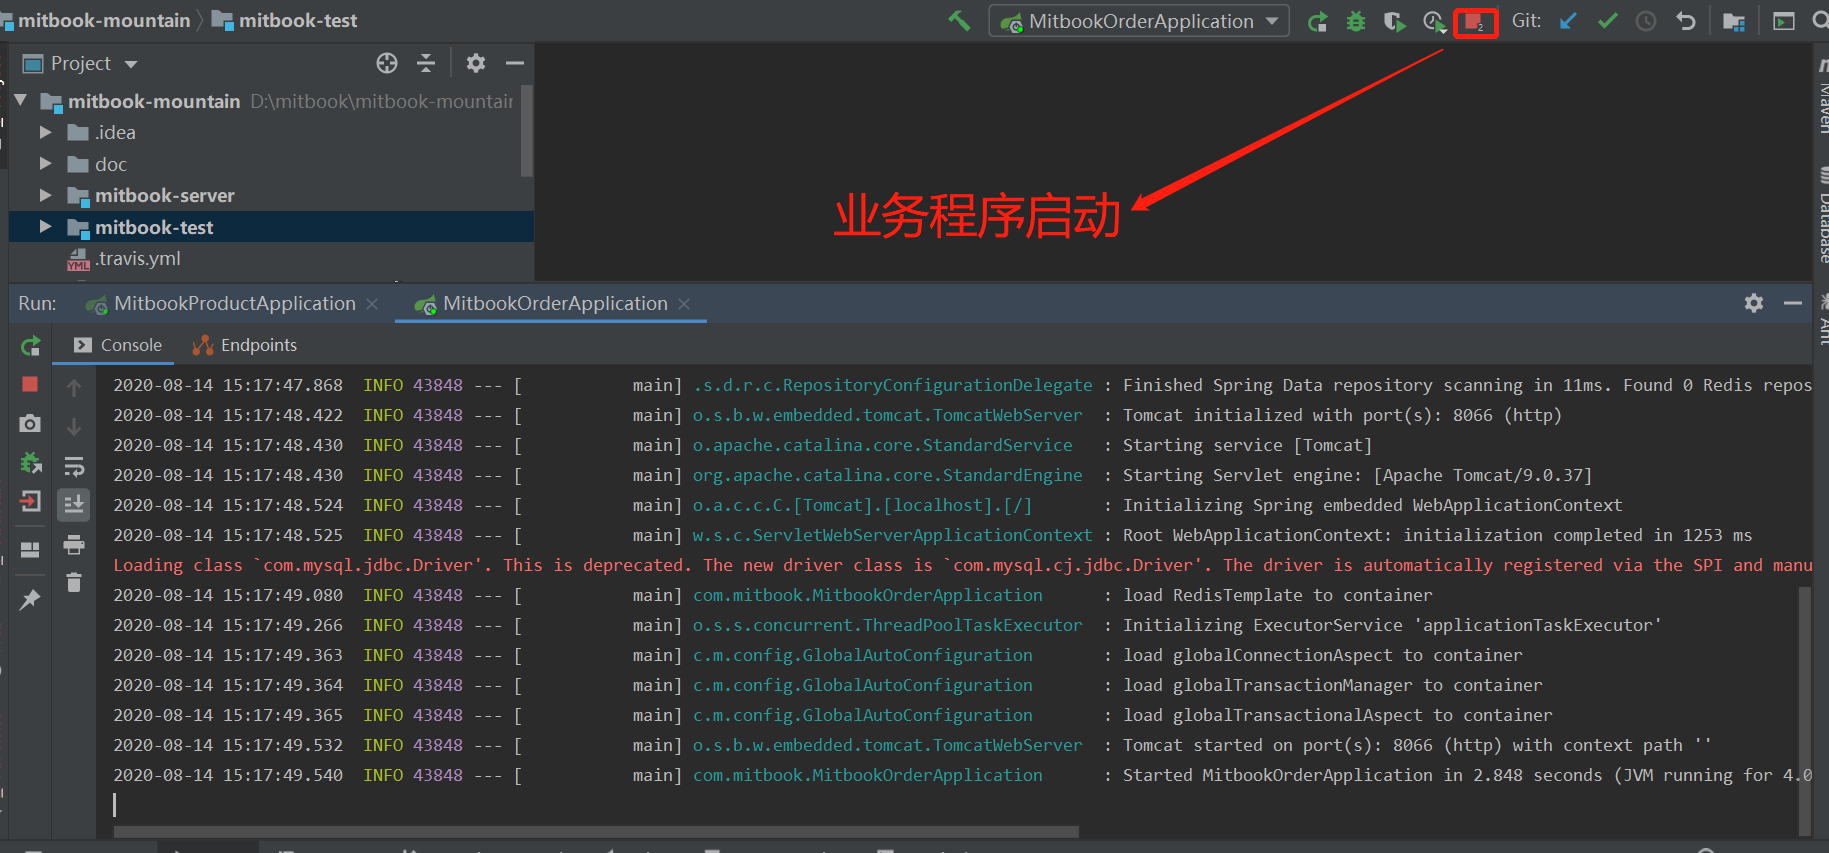 mitbook-mountain mitbook-test MitbookOrderApplication 2 Git:
Project
mitbook-mountain D:\mitbook\mitbook-mountain
.idea
doc
mitbook-server
mitbook-test
YML .travis.yml
业务程序启动
Maven
Database
Ant
Run: MitbookProductApplication MitbookOrderApplication
Console Endpoints
2020-08-14 15:17:47.868 INFO 43848 --- [ main] .s.d.r.c.RepositoryConfigurationDelegate : Finished Spring Data repository scanning in 11ms. Found 0 Redis repos
2020-08-14 15:17:48.422 INFO 43848 --- [ main] o.s.b.w.embedded.tomcat.TomcatWebServer : Tomcat initialized with port(s): 8066 (http)
2020-08-14 15:17:48.430 INFO 43848 --- [ main] o.apache.catalina.core.StandardService : Starting service [Tomcat]
2020-08-14 15:17:48.430 INFO 43848 --- [ main] org.apache.catalina.core.StandardEngine : Starting Servlet engine: [Apache Tomcat/9.0.37]
2020-08-14 15:17:48.524 INFO 43848 --- [ main] o.a.c.c.C.[Tomcat].[localhost].[/] : Initializing Spring embedded WebApplicationContext
2020-08-14 15:17:48.525 INFO 43848 --- [ main] w.s.c.ServletWebServerApplicationContext : Root WebApplicationContext: initialization completed in 1253 ms
Loading class `com.mysql.jdbc.Driver'. This is deprecated. The new driver class is `com.mysql.cj.jdbc.Driver'. The driver is automatically registered via the SPI and manu
2020-08-14 15:17:49.080 INFO 43848 --- [ main] com.mitbook.MitbookOrderApplication : load RedisTemplate to container
2020-08-14 15:17:49.266 INFO 43848 --- [ main] o.s.s.concurrent.ThreadPoolTaskExecutor : Initializing ExecutorService 'applicationTaskExecutor'
2020-08-14 15:17:49.363 INFO 43848 --- [ main] c.m.config.GlobalAutoConfiguration : load globalConnectionAspect to container
2020-08-14 15:17:49.364 INFO 43848 --- [ main] c.m.config.GlobalAutoConfiguration : load globalTransactionManager to container
2020-08-14 15:17:49.365 INFO 43848 --- [ main] c.m.config.GlobalAutoConfiguration : load globalTransactionalAspect to container
2020-08-14 15:17:49.532 INFO 43848 --- [ main] o.s.b.w.embedded.tomcat.TomcatWebServer : Tomcat started on port(s): 8066 (http) with context path ''
2020-08-14 15:17:49.540 INFO 43848 --- [ main] com.mitbook.MitbookOrderApplication : Started MitbookOrderApplication in 2.848 seconds (JVM running for 4.0